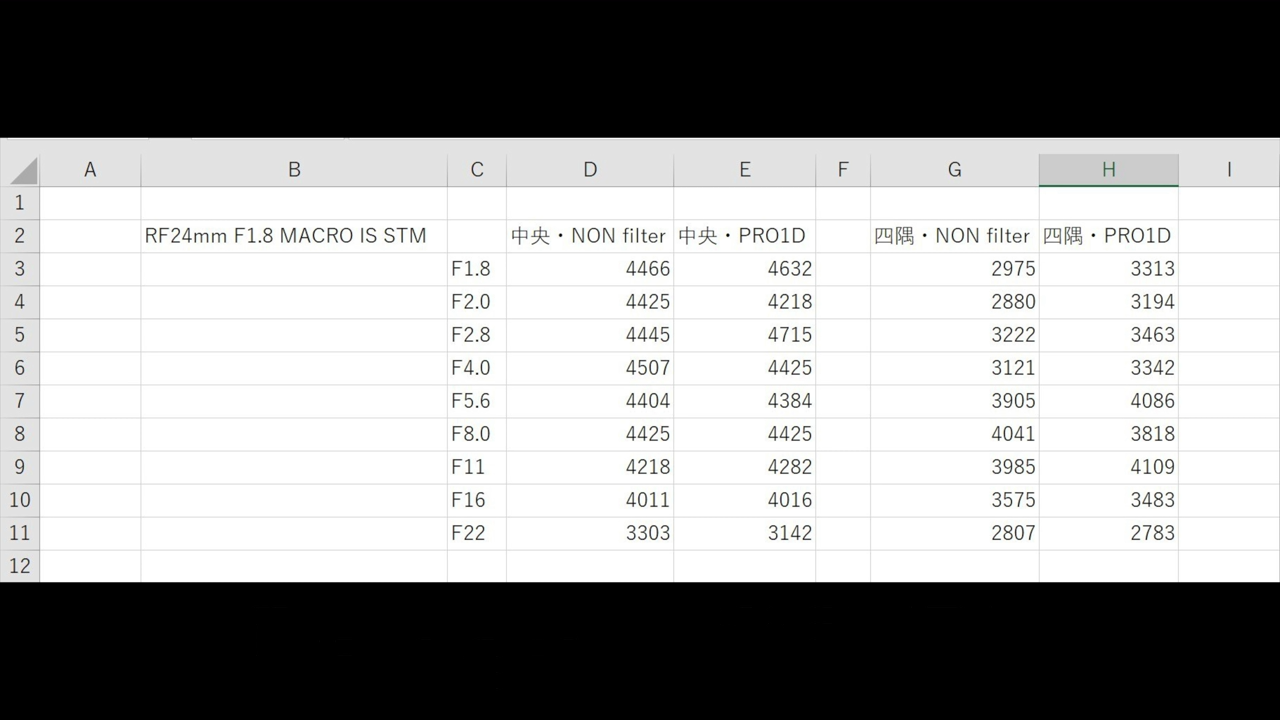 A B C D E F G H I
1
2 RF24mm F1.8 MACRO IS STM 中央・NON filter 中央・PRO1D 四隅・NON filter 四隅・PRO1D
3 F1.8 4466 4632 2975 3313
4 F2.0 4425 4218 2880 3194
5 F2.8 4445 4715 3222 3463
6 F4.0 4507 4425 3121 3342
7 F5.6 4404 4384 3905 4086
8 F8.0 4425 4425 4041 3818
9 F11 4218 4282 3985 4109
10 F16 4011 4016 3575 3483
11 F22 3303 3142 2807 2783
12